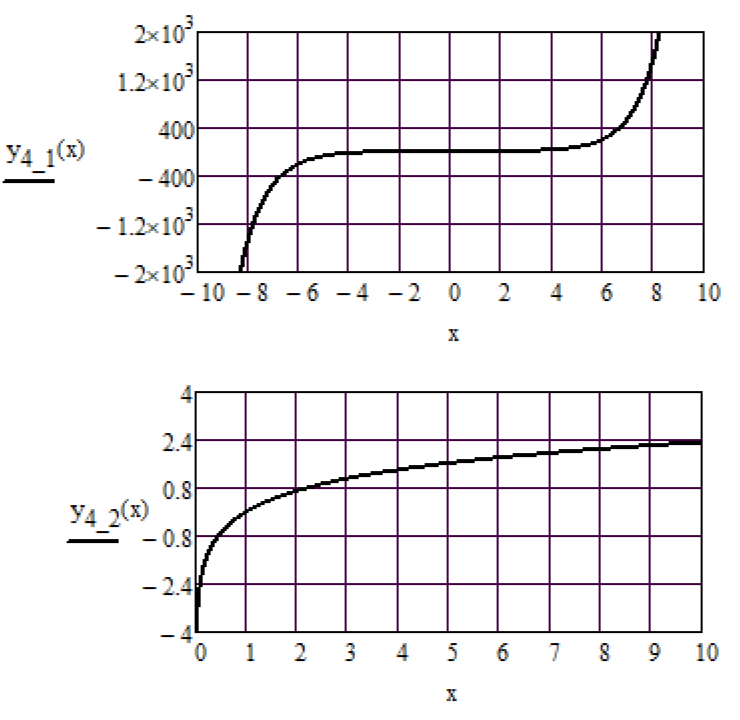 2×10³
1.2×10³
400
− 400
− 1.2×10³
− 2×10³
y4_1(x)
− 10 − 8 − 6 − 4 − 2 0 2 4 6 8 10
x
4
2.4
0.8
− 0.8
− 2.4
− 4
y4_2(x)
0 1 2 3 4 5 6 7 8 9 10
x